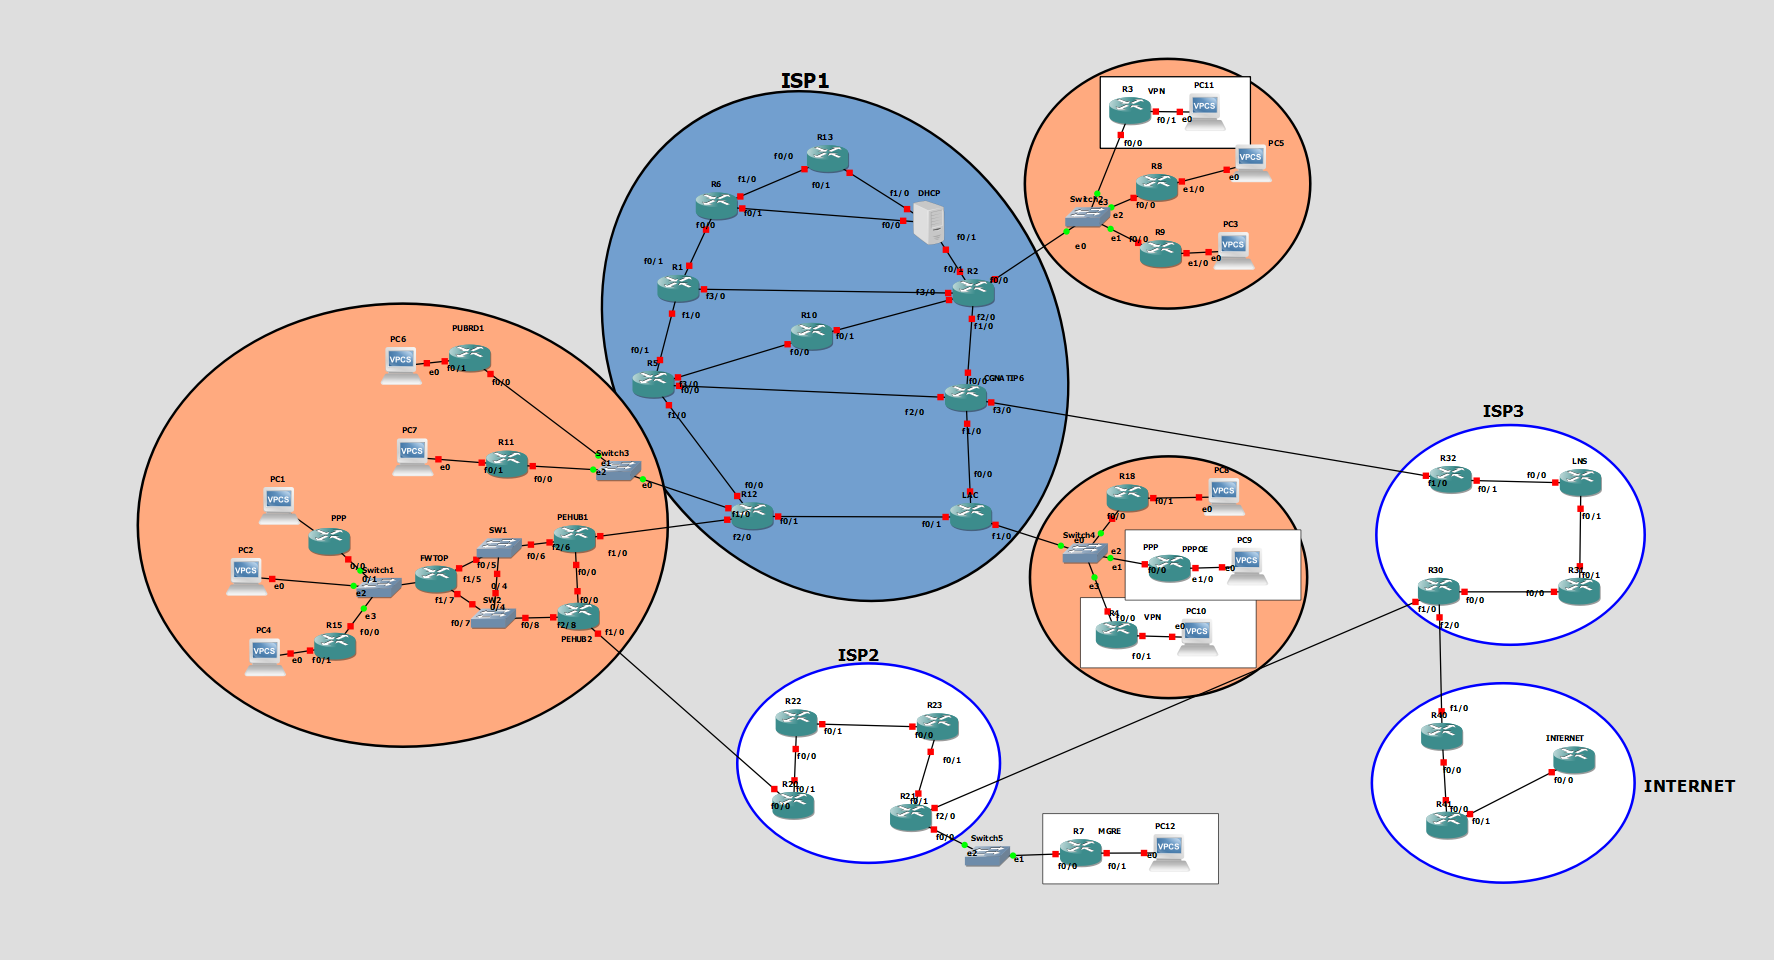 ISP1
R13
f0/0
f0/1
R6
f1/0
f0/1
f0/0
DHCP
f1/0
f0/0
f0/1
R1
f0/1
f3/0
f1/0
R2
f0/1
f0/0
f3/0
f2/0
f1/0
R10
f0/1
f0/0
R5
f0/1
f3/0
f0/0
f1/0
CGNATIP6
f0/0
f2/0
f3/0
f1/0
R12
f0/0
f1/0
f0/1
f2/0
LAC
f0/0
f0/1
f1/0
R3
VPN
PC11
VPCS
f0/1
e0
f0/0
R8
PC5
VPCS
e0
e1/0
f0/0
Switch2
e3
e2
e1
e0
R9
PC3
VPCS
f0/0
e1/0
e0
PUBRD1
PC6
VPCS
e0
f0/1
f0/0
PC7
VPCS
e0
R11
f0/1
f0/0
Switch3
e1
e2
e0
PC1
VPCS
PPP
0/0
PC2
VPCS
e0
Switch1
0/1
e2
e3
PC4
VPCS
e0
R15
f0/1
f0/0
FWTOP
f1/5
f1/7
SW1
f0/5
f0/6
0/4
SW2
0/4
f0/7
f0/8
PEHUB1
f2/6
f1/0
f0/0
PEHUB2
f0/0
f2/8
f1/0
R18
PC8
VPCS
f0/1
e0
f0/0
Switch4
e0
e2
e1
e3
PPP
PPPOE
PC9
VPCS
f0/0
e1/0
e0
R4
f0/0
VPN
PC10
VPCS
e0
f0/1
ISP3
R32
f1/0
f0/1
LNS
f0/0
f0/1
R30
f1/0
f0/0
f2/0
R31
f0/1
f0/0
ISP2
R22
f0/1
f0/0
R23
f0/0
f0/1
R20
f0/1
f0/0
R21
f0/1
f2/0
f0/0
Switch5
e2
e1
R7
MGRE
PC12
VPCS
f0/0
f0/1
e0
INTERNET
R40
f1/0
f0/0
R41
f0/0
f0/1
INTERNET
f0/0